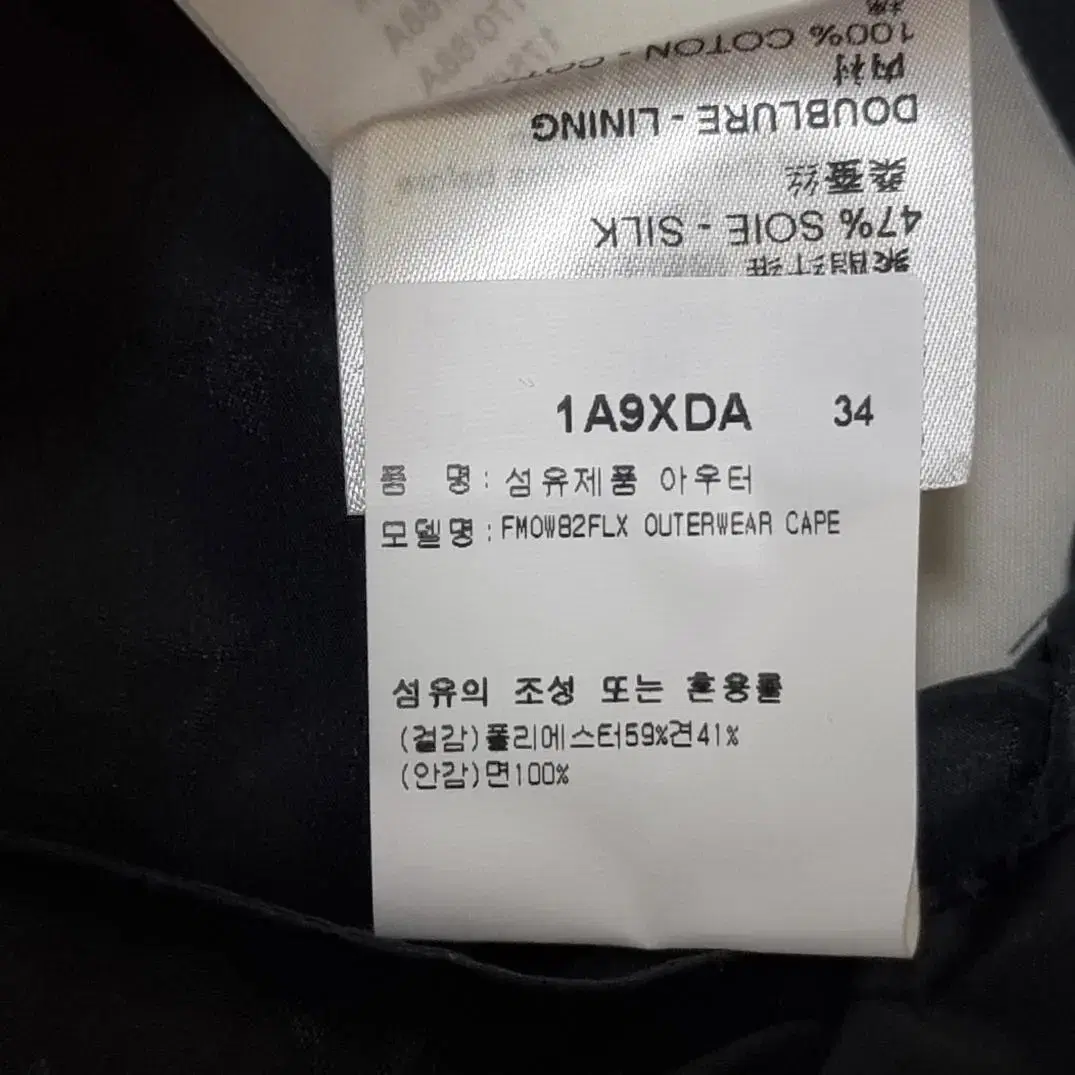 1A9XDA 34
품 명 : 섬유제품 아우터
모델명 : FMOW82FLX OUTERWEAR CAPE
섬유의 조성 또는 혼용률
(겉감)폴리에스터59%견41%
(안감)면100%
47% SOIE - SILK
桑蚕丝
DOUBLURE - LINING
内衬
100% COTON -